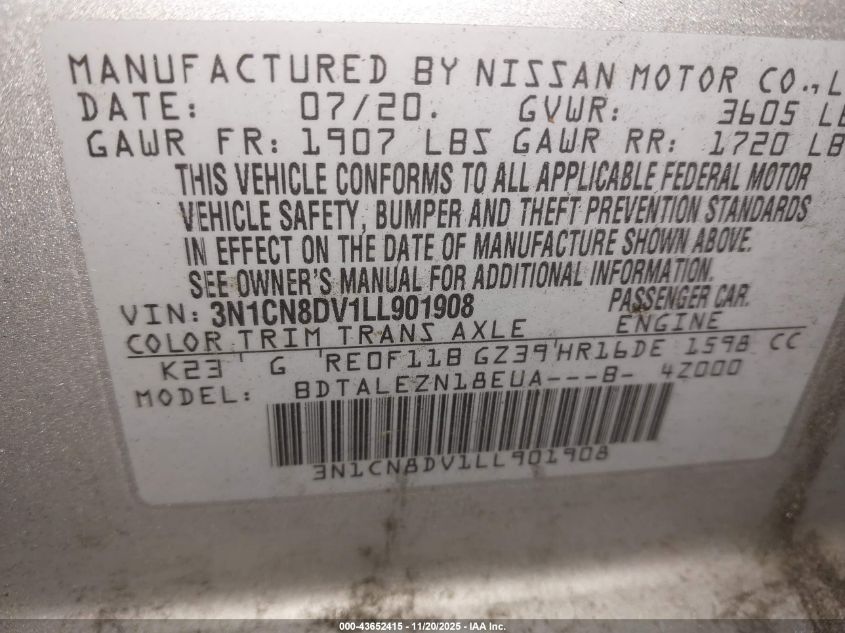 MANUFACTURED BY NISSAN MOTOR CO., L
DATE: 07/20. GVWR: 3605 LB
GAWR FR: 1907 LBS GAWR RR: 1720 LB
THIS VEHICLE CONFORMS TO ALL APPLICABLE FEDERAL MOTOR
VEHICLE SAFETY, BUMPER AND THEFT PREVENTION STANDARDS
IN EFFECT ON THE DATE OF MANUFACTURE SHOWN ABOVE.
SEE OWNER'S MANUAL FOR ADDITIONAL INFORMATION.
VIN: 3N1CN8DV1LL901908 PASSENGER CAR.
COLOR TRIM TRANS AXLE ENGINE
K23 ' G ' RE0F11B GZ39 ' HR16DE 1598 CC
MODEL: BDTALEZN18EUA---B- 4Z000
3N1CN8DV1LL901908
000-43652415 - 11/20/2025 - IAA Inc.